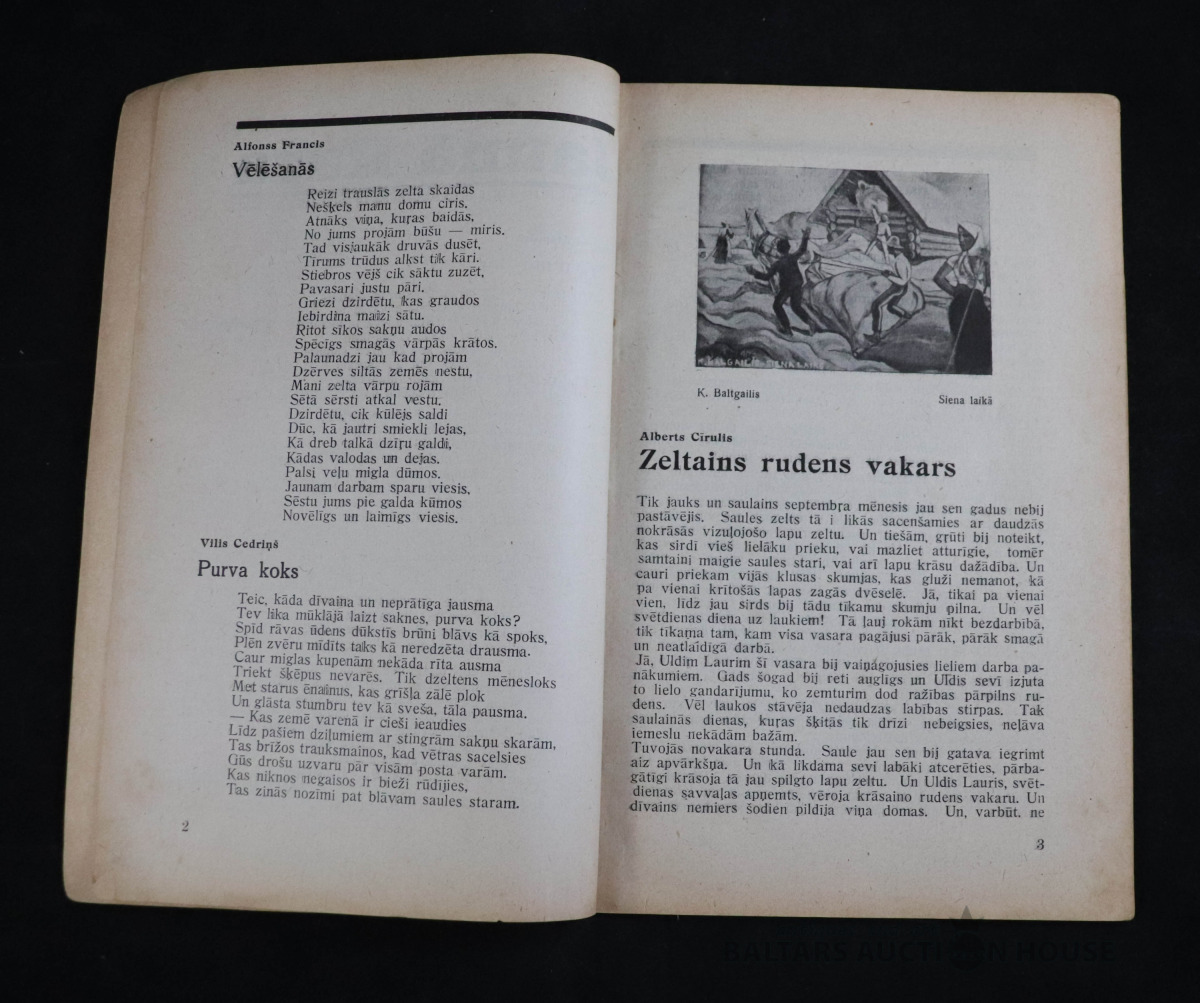 Alfonss Francis
Vēlēšanās
Reizi trauslās zelta skaidas
Nešķels manu domu cirīs.
Atnāks viņa, kuŗas baidās,
No jums projām būšu — miris.
Tad visjaukāk druvās dusēt,
Tīrums trūdus alkst tik kāri.
Stiebros vējš cik sāktu zuzēt,
Pavasari justu pāri.
Griezi dzirdētu, kas graudos
Iebirdina maizi sātu.
Ritot sīkos sakņu audos
Spēcīgs smagās vārpās krātos.
Palaunadzi jau kad projām
Dzērves siltās zemēs nestu,
Mani zelta vārpu rojām
Sētā sērsti atkal vestu.
Dzirdētu, cik kūlējs saldi
Dūc, kā jautri smiekli lejas,
Kā dreb talkā dzīŗu galdi,
Kādas valodas un dejas.
Palsi veļu migla dūmos.
Jaunam darbam sparu viesis,
Sēstu jums pie galda kūmos
Novēlīgs un laimīgs viesis.
Vilis Cedriņš
Purva koks
Teic, kāda dīvaina un neprātīga jausma
Tev lika mūklājā laizt saknes, purva koks?
Spīd rāvas ūdens dūkstīs brūni blāvs kā spoks,
Plēn zvēru mīdīts taks kā neredzēta drausma.
Caur miglas kupenām nekāda rīta ausma
Triekt šķēpus nevarēs. Tik dzeltens mēnesloks
Met starus ēnainus, kas grīšļa zālē plok
Un glāsta stumbru tev kā sveša, tāla pausma.
— Kas zemē varenā ir cieši ieaudies
Līdz pašiem dziļumiem ar stingrām sakņu skarām,
Tas brīžos trauksmainos, kad vētras sacelsies
Gūs drošu uzvaru pār visām posta varām.
Kas niknos negaisos ir bieži rūdījies,
Tas zinās nozīmi pat blāvam saules staram.
2
K. BALTGAILIS SIENA LAIKĀ
K. Baltgailis
Siena laikā
Alberts Cīrulis
Zeltains rudens vakars
Tik jauks un saulains septembŗa mēnesis jau sen gadus nebij
pastāvējis. Saules zelts tā i likās sacenšamies ar daudzās
nokrāsās vizuļojošo lapu zeltu. Un tiešām, grūti bij noteikt,
kas sirdī vieš lielāku prieku, vai mazliet atturīgie, tomēr
samtaini maigie saules stari, vai arī lapu krāsu dažādība. Un
cauri priekam vijās klusas skumjas, kas gluži nemanot, kā
pa vienai krītošās lapas zagās dvēselē. Jā, tikai pa vienai
vien, līdz jau sirds bij tādu tīkamu skumju pilna. Un vēl
svētdienas diena uz laukiem! Tā ļauj rokām nīkt bezdarbībā,
tik tīkama tam, kam visa vasara pagājusi pārāk, pārāk smagā
un neatlaidīgā darbā.
Jā, Uldim Laurim šī vasara bij vaiņagojusies lieliem darba pa-
nākumiem. Gads šogad bij reti auglīgs un Uldis sevī izjuta
to lielo gandarījumu, ko zemturim dod ražības pārpilns ru-
dens. Vēl laukos stāvēja nedaudzas labības stirpas. Tak
saulainās dienas, kuŗas šķitās tik drīzi nebeigsies, neļāva
iemeslu nekādām bažām.
Tuvojās novakara stunda. Saule jau sen bij gatava iegrimt
aiz apvārkšņa. Un kā likdama sevi labāki atcerēties, pārba-
gātīgi krāsoja tā jau spilgto lapu zeltu. Un Uldis Lauris, svēt-
dienas savvaļas apņemts, vēroja krāsaino rudens vakaru. Un
dīvains nemiers šodien pildīja viņa domas. Un, varbūt, ne
3
BALTARS AUCTION HOUSE